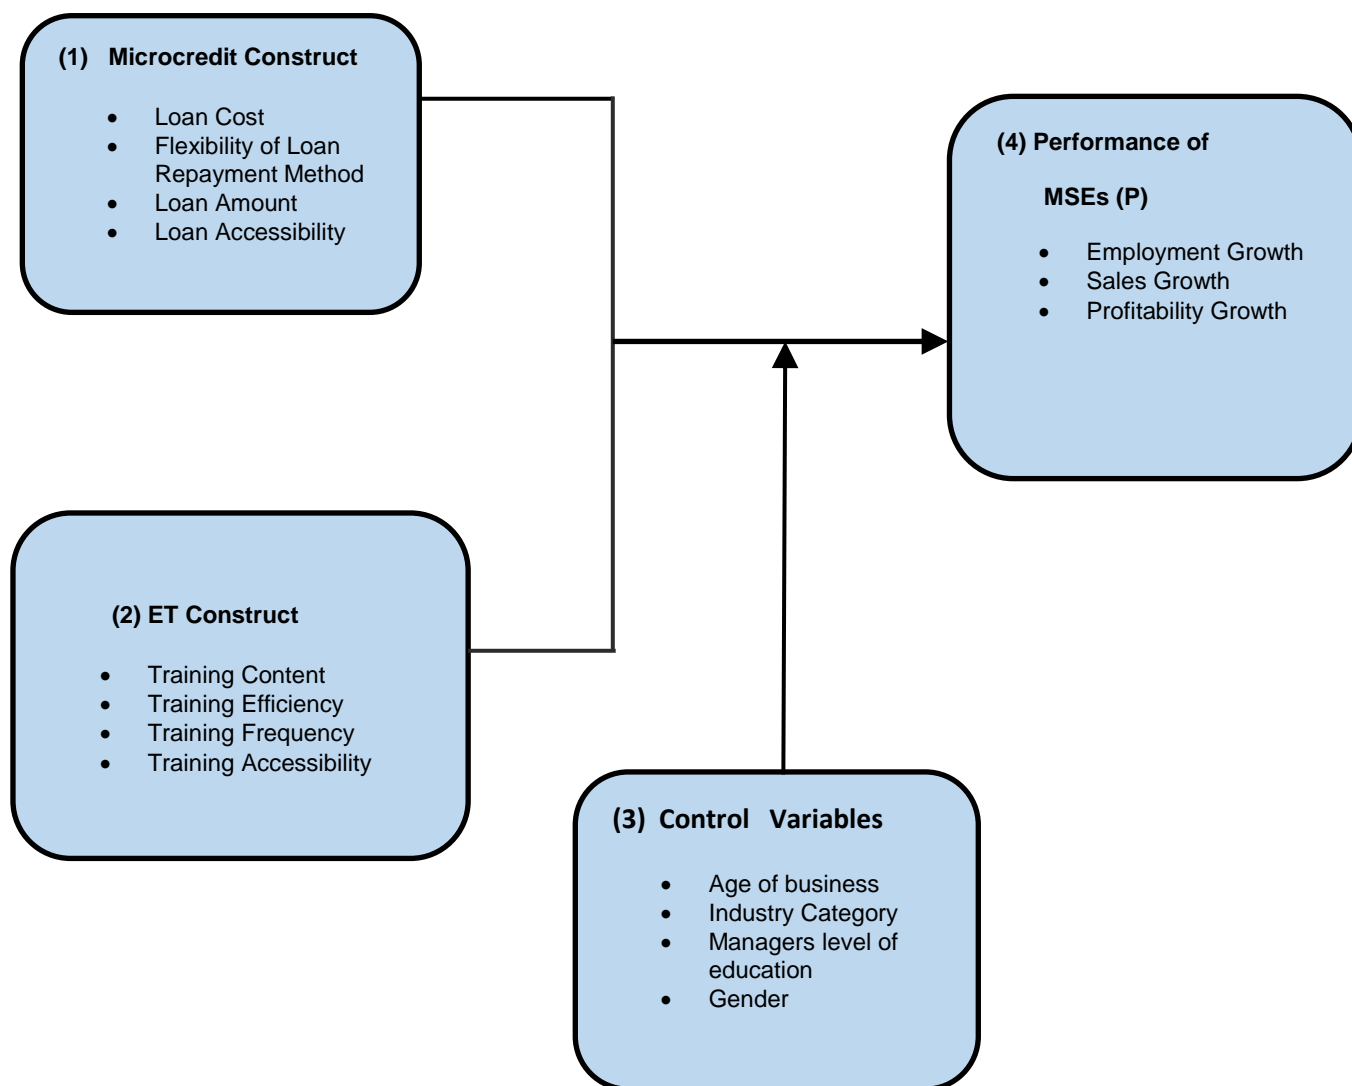 (1) Microcredit Construct
• Loan Cost
• Flexibility of Loan
Repayment Method
• Loan Amount
• Loan Accessibility
(4) Performance of
MSEs (P)
• Employment Growth
• Sales Growth
• Profitability Growth
(2) ET Construct
• Training Content
• Training Efficiency
• Training Frequency
• Training Accessibility
(3) Control Variables
• Age of business
• Industry Category
• Managers level of
education
• Gender